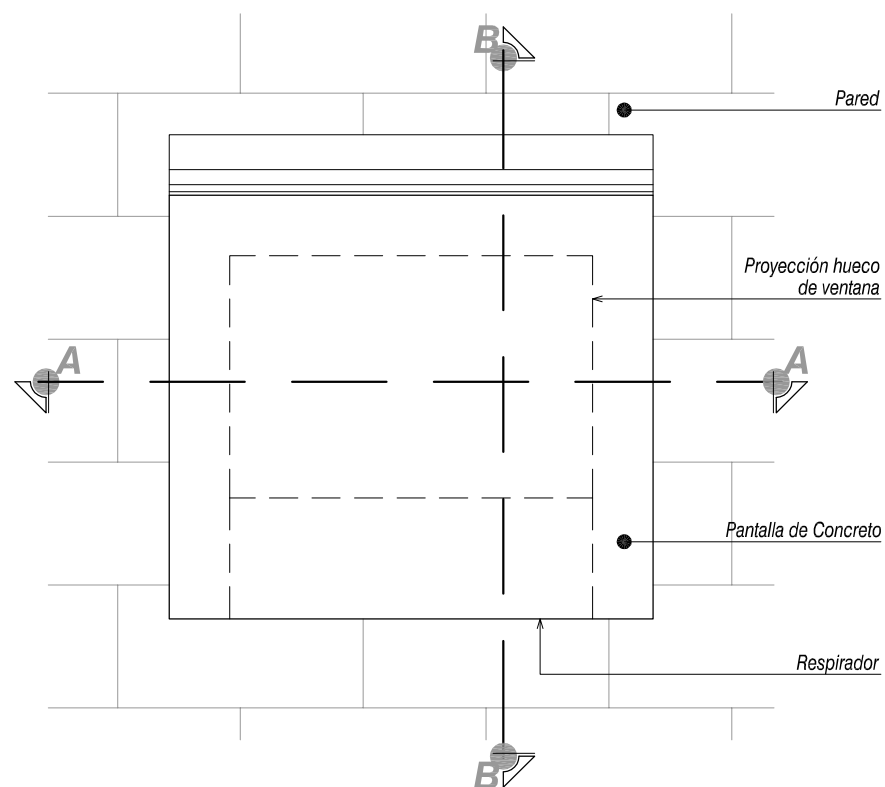 B
Pared
Proyección hueco
de ventana
A
A
Pantalla de Concreto
Respirador
B